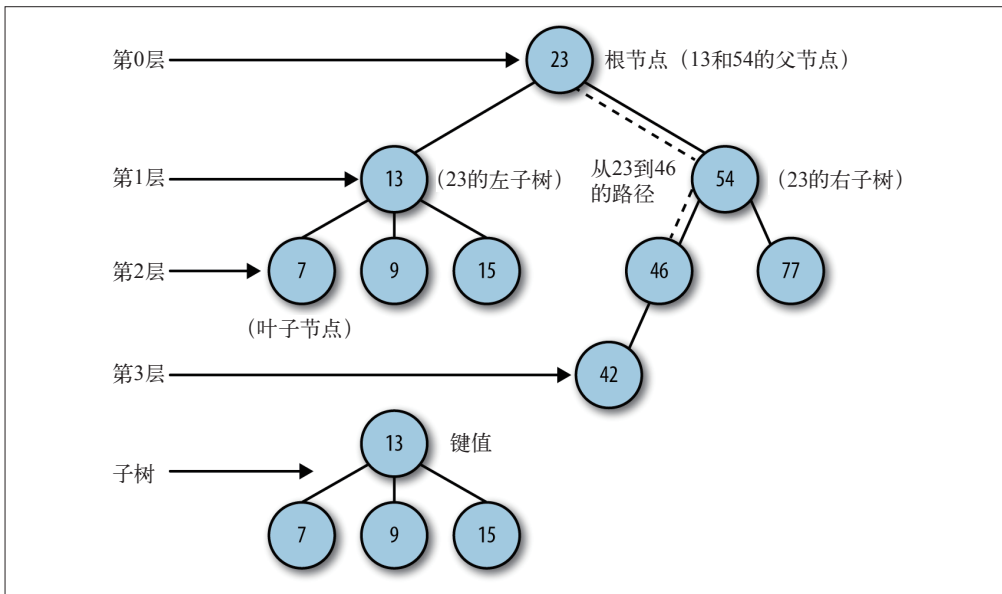 第0层
23
根节点（13和54的父节点）
第1层
13
（23的左子树）
从23到46
的路径
54
（23的右子树）
第2层
7
9
15
46
77
（叶子节点）
第3层
42
13
键值
子树
7
9
15